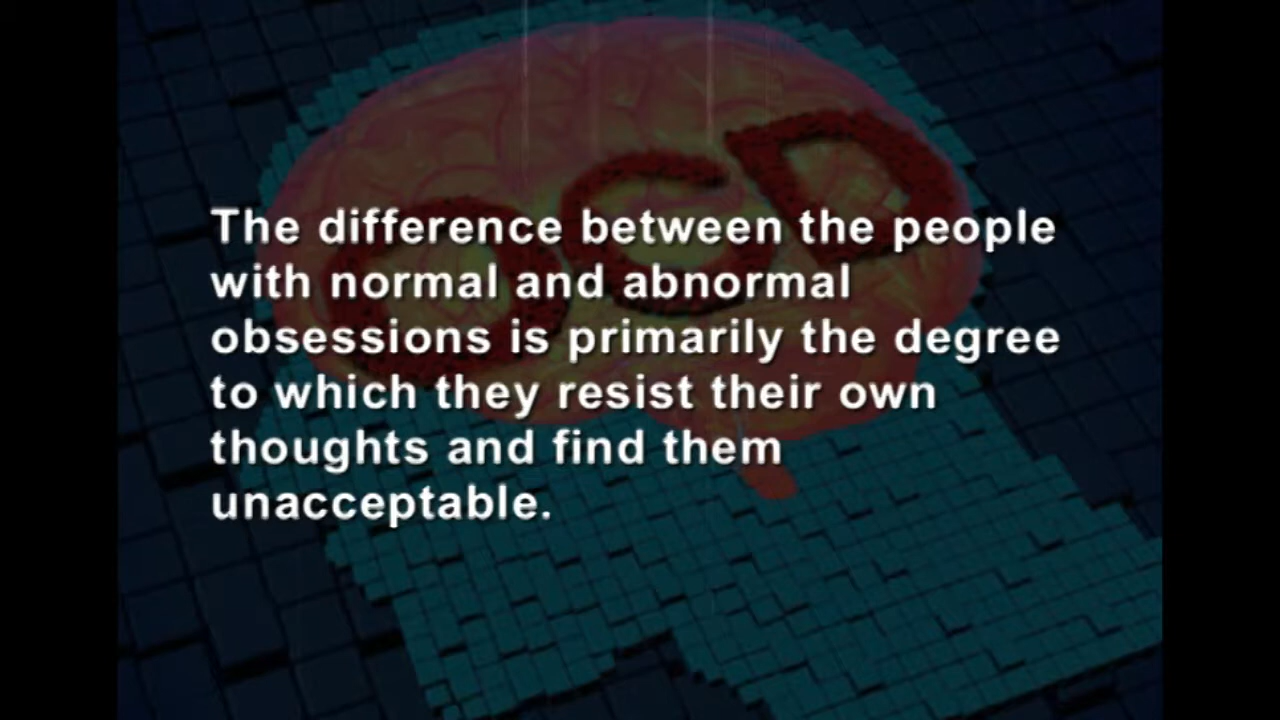 OCD
The difference between the people
with normal and abnormal
obsessions is primarily the degree
to which they resist their own
thoughts and find them
unacceptable.